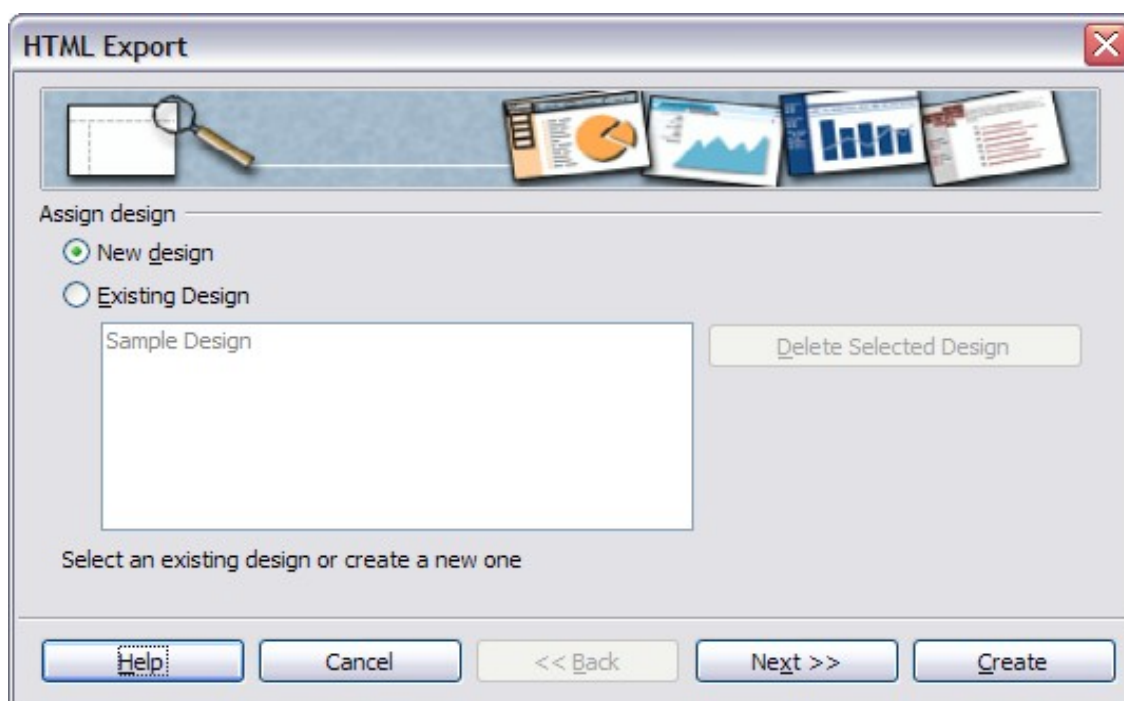 HTML Export
Assign design
New design
Existing Design
Sample Design
Delete Selected Design
Select an existing design or create a new one
Help
Cancel
<< Back
Next >>
Create